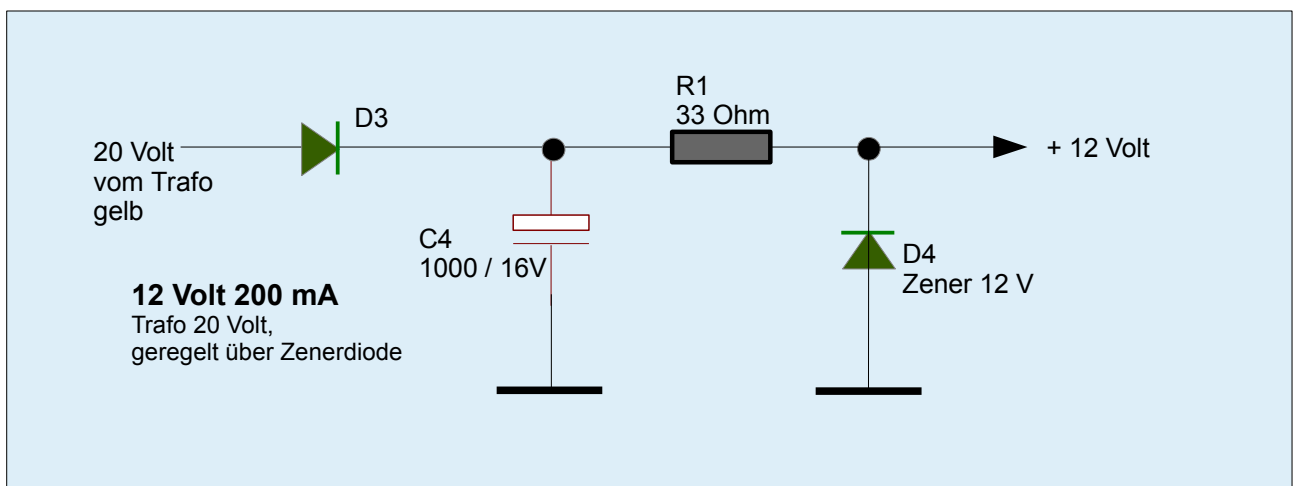 D3
R1
33 Ohm
20 Volt
vom Trafo
gelb
+ 12 Volt
C4
1000 / 16V
D4
Zener 12 V
12 Volt 200 mA
Trafo 20 Volt,
geregelt über Zenerdiode